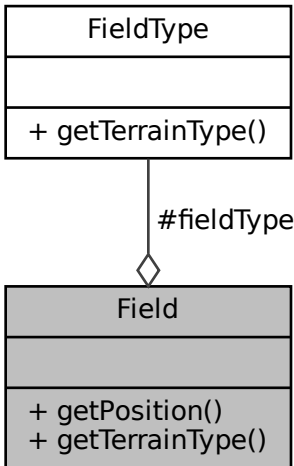 FieldType
+ getTerrainType()
#fieldType
Field
+ getPosition()
+ getTerrainType()